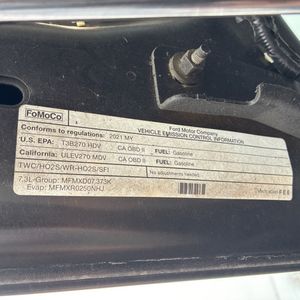 FoMoCo
Ford Motor Company
VEHICLE EMISSION CONTROL INFORMATION
Conforms to regulations: 2021 MY
U.S. EPA: T3B270 HDV CA OBD II FUEL: Gasoline
California: ULEV270 MDV CA OBD II FUEL: Gasoline
TWC/HO2S/WR-HO2S/SFI No adjustments needed.
7.3L-Group: MFMXD07.373K
Evap: MFMXR0250NHJ